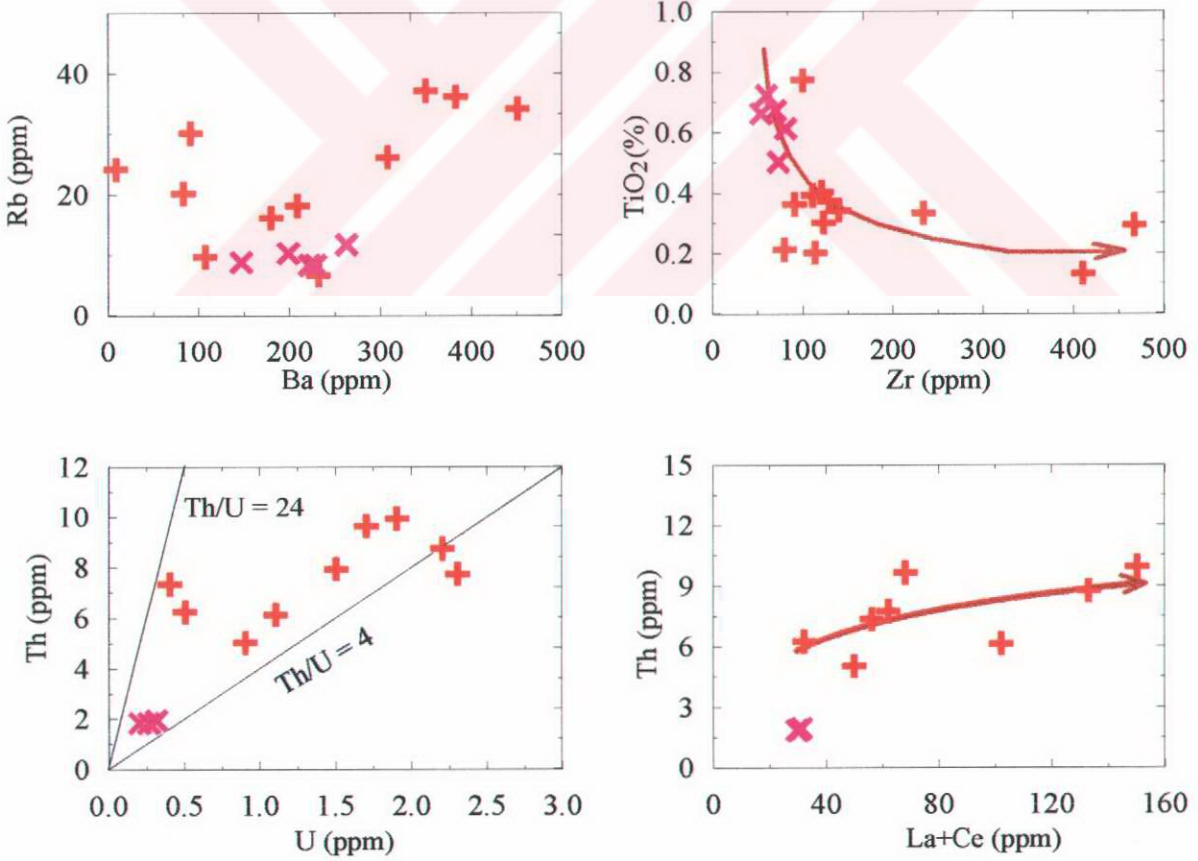 40
20
0
Rb (ppm)
0 100 200 300 400 500
Ba (ppm)
1.0
0.8
0.6
0.4
0.2
0.0
TiO2(%)
0 100 200 300 400 500
Zr (ppm)
12
10
8
6
4
2
0
Th (ppm)
Th/U = 24
Th/U = 4
0.0 0.5 1.0 1.5 2.0 2.5 3.0
U (ppm)
15
12
9
6
3
0
Th (ppm)
0 40 80 120 160
La+Ce (ppm)